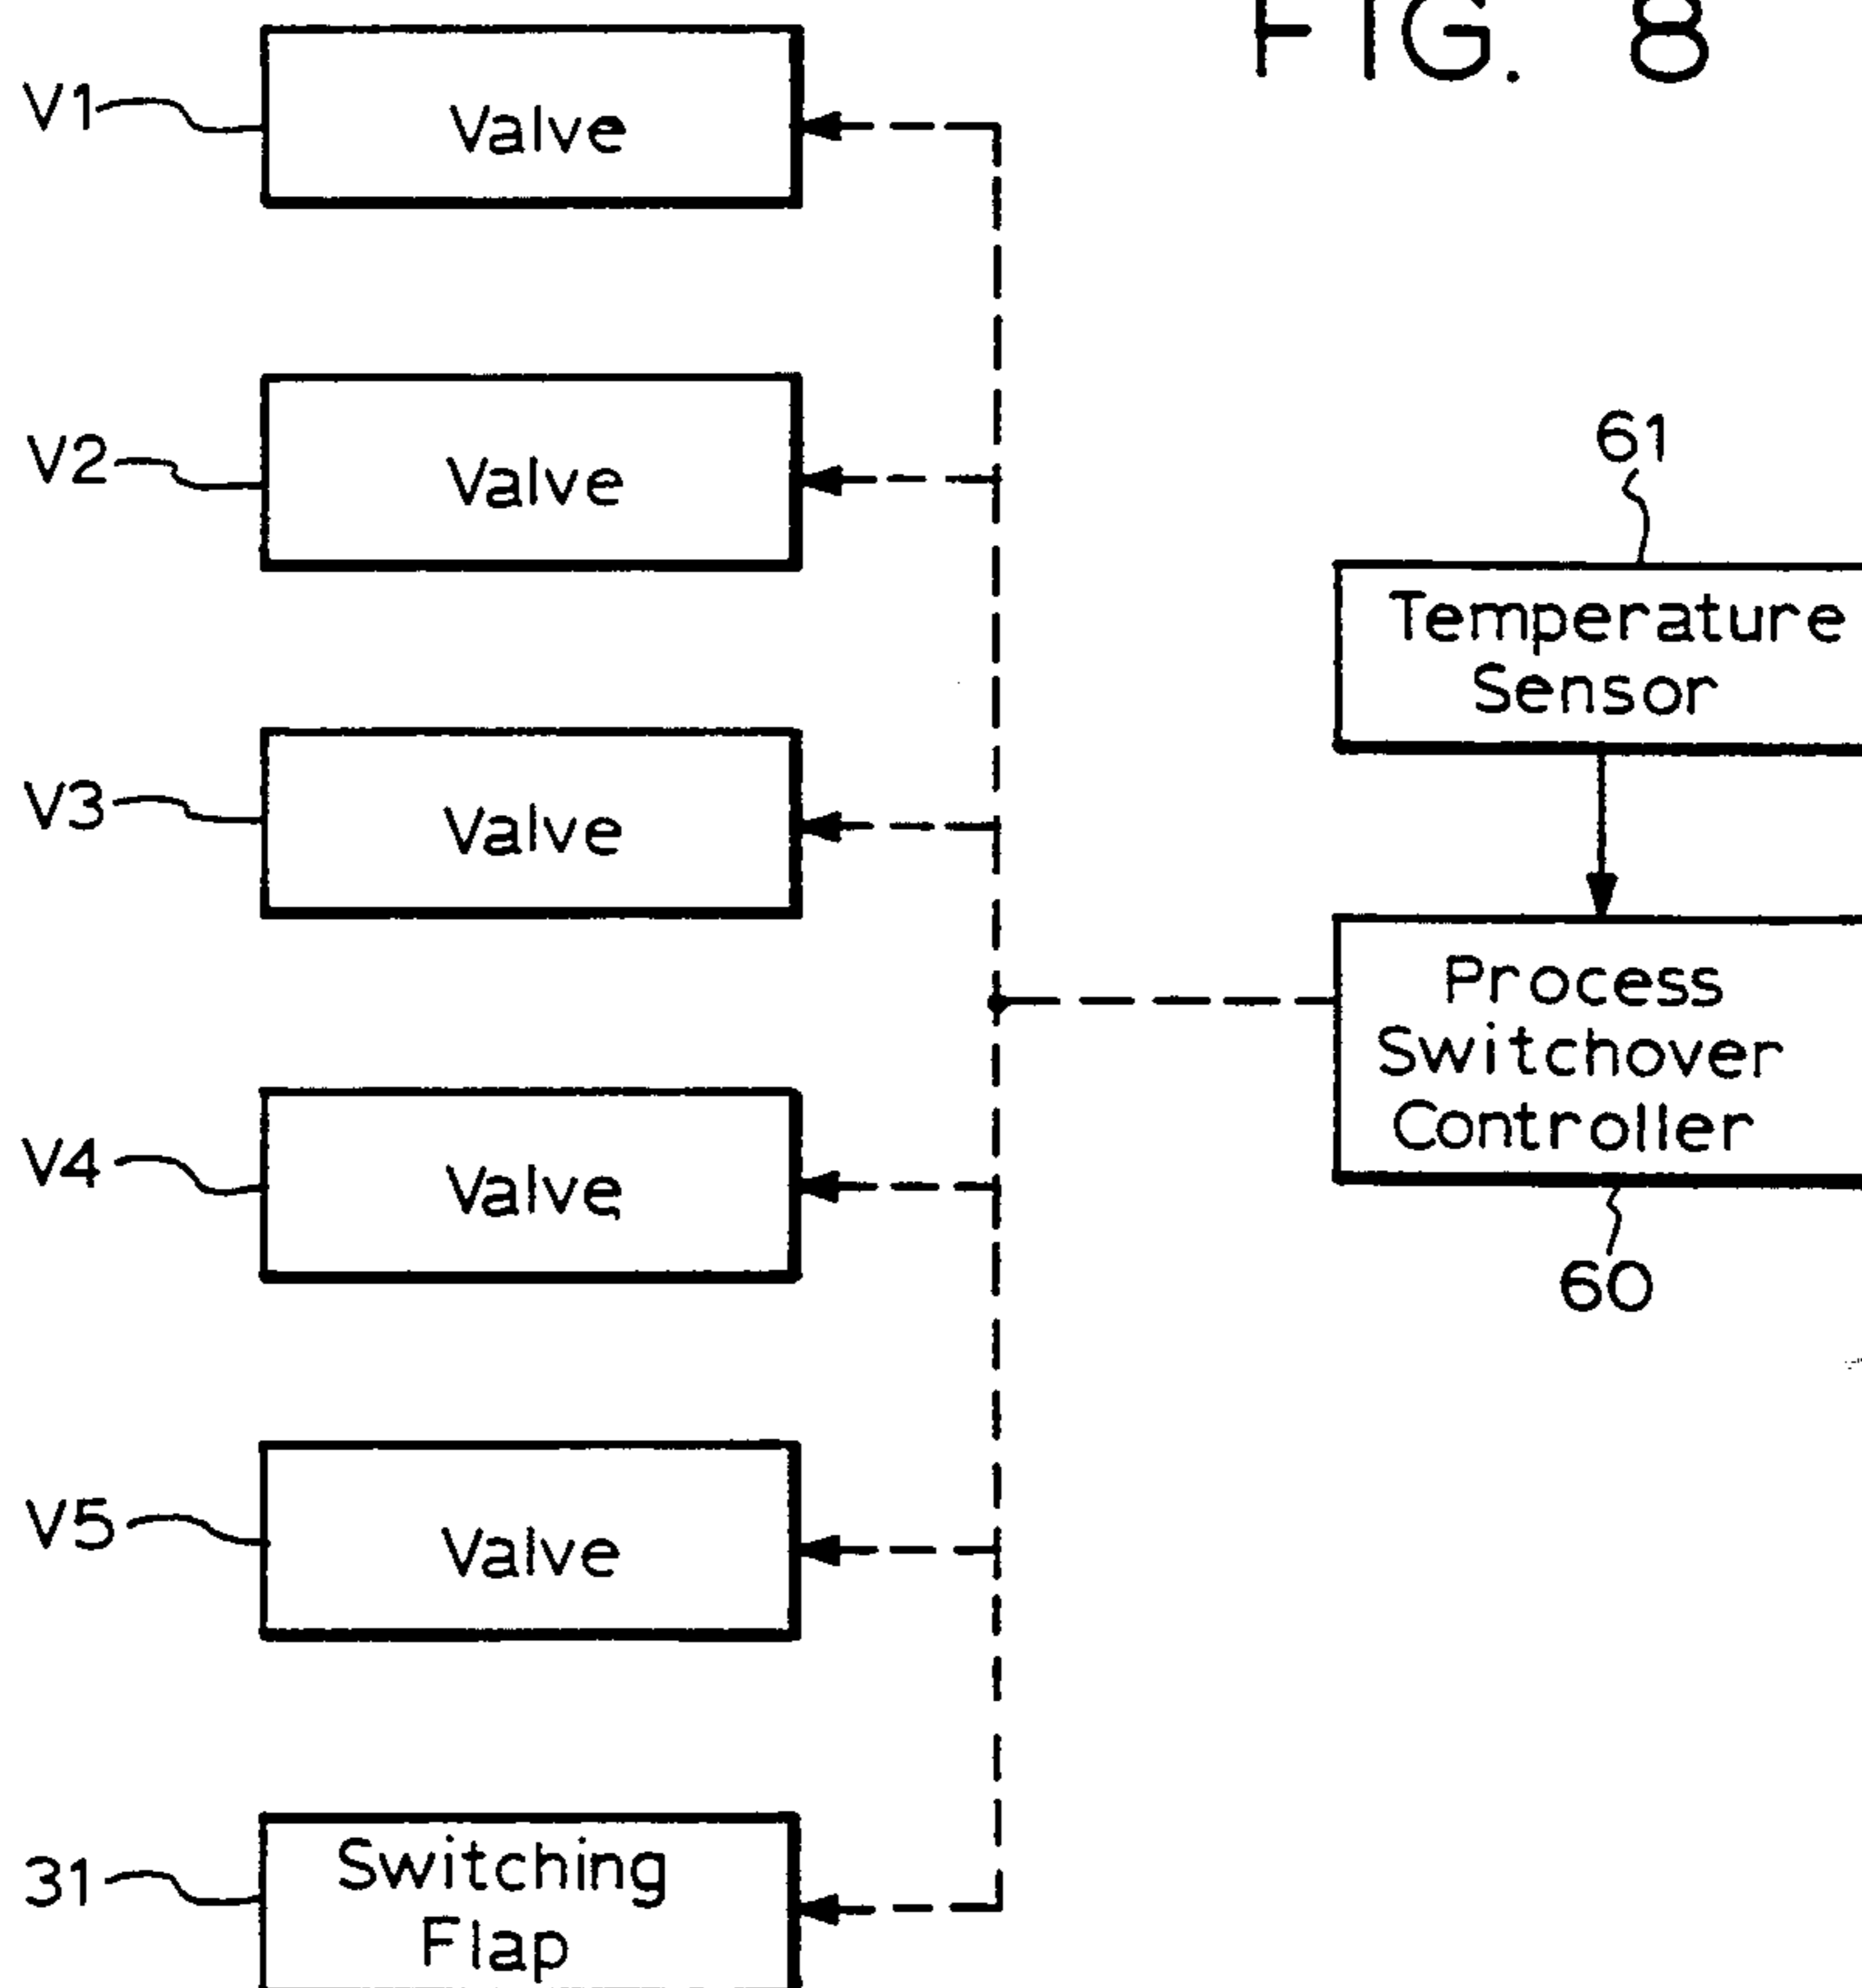 FIG. 8
V1
Valve
V2
Valve
61
Temperature
Sensor
V3
Valve
Process
Switchover
Controller
V4
Valve
60
V5
Valve
31
Switching
Flap